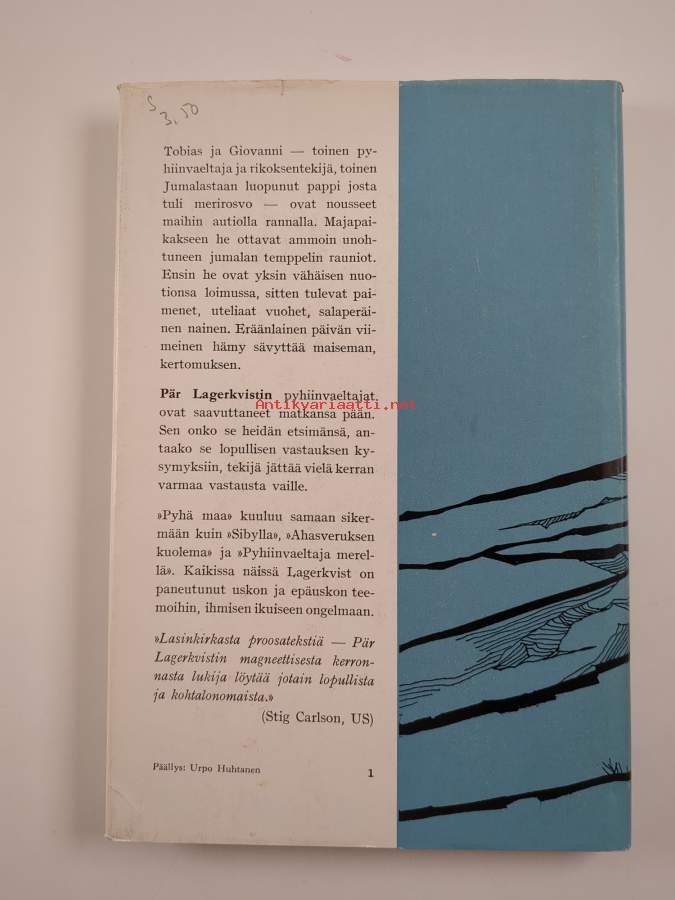 S
3,50
Tobias ja Giovanni — toinen py-
hiinvaeltaja ja rikoksentekijä, toinen
Jumalastaan luopunut pappi josta
tuli merirosvo — ovat nousseet
maihin autiolla rannalla. Majapai-
kakseen he ottavat ammoin unoh-
tuneen jumalan temppelin rauniot.
Ensin he ovat yksin vähäisen nuo-
tionsa loimussa, sitten tulevat pai-
menet, uteliaat vuohet, salaperäi-
nen nainen. Eräänlainen päivän vii-
meinen hämy sävyttää maiseman,
kertomuksen.
Pär Lagerkvistin pyhiinvaeltajat
Antikvariaatti.net
ovat saavuttaneet matkansa pään.
Sen onko se heidän etsimänsä, an-
taako se lopullisen vastauksen ky-
symyksiin, tekijä jättää vielä kerran
varmaa vastausta vaille.
»Pyhä maa» kuuluu samaan siker-
mään kuin »Sibylla», »Ahasveruksen
kuolema» ja »Pyhiinvaeltaja merel-
lä». Kaikissa näissä Lagerkvist on
paneutunut uskon ja epäuskon tee-
moihin, ihmisen ikuiseen ongelmaan.
»Lasinkirkasta proosatekstiä — Pär
Lagerkvistin magneettisesta kerron-
nasta lukija löytää jotain lopullista
ja kohtalonomaista.»
(Stig Carlson, US)
Päällys: Urpo Huhtanen
1